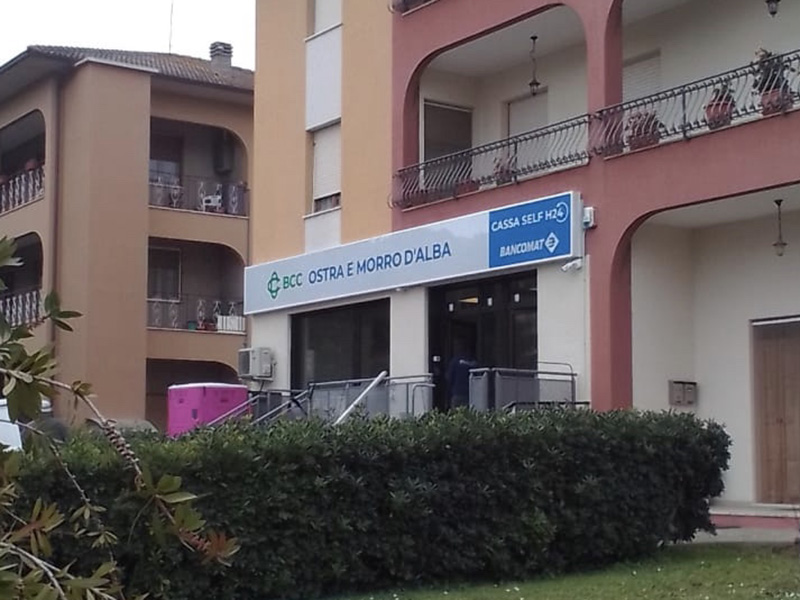 BCC OSTRA E MORRO D'ALBA
CASSA SELF H24
BANCOMAT